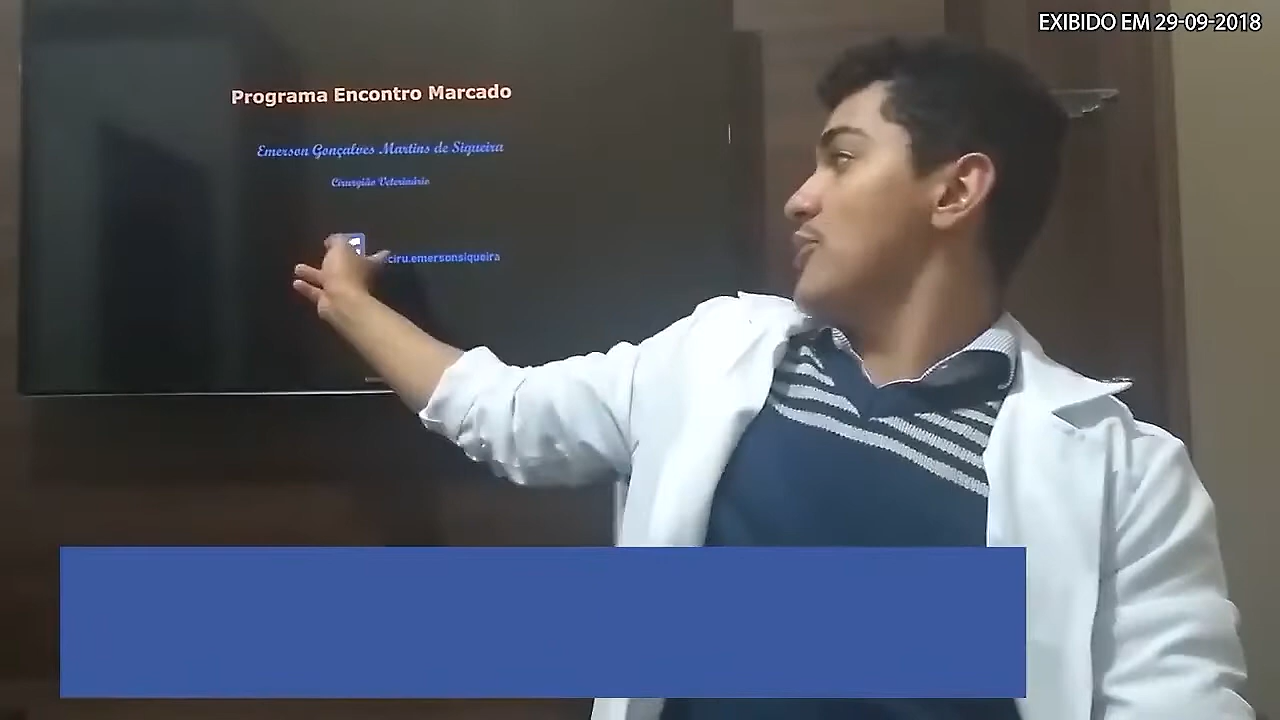 EXIBIDO EM 29-09-2018
Programa Encontro Marcado
Emerson Gonçalves Martins de Siqueira
Cirurgião Veterinário
ciru.emersonsiqueira